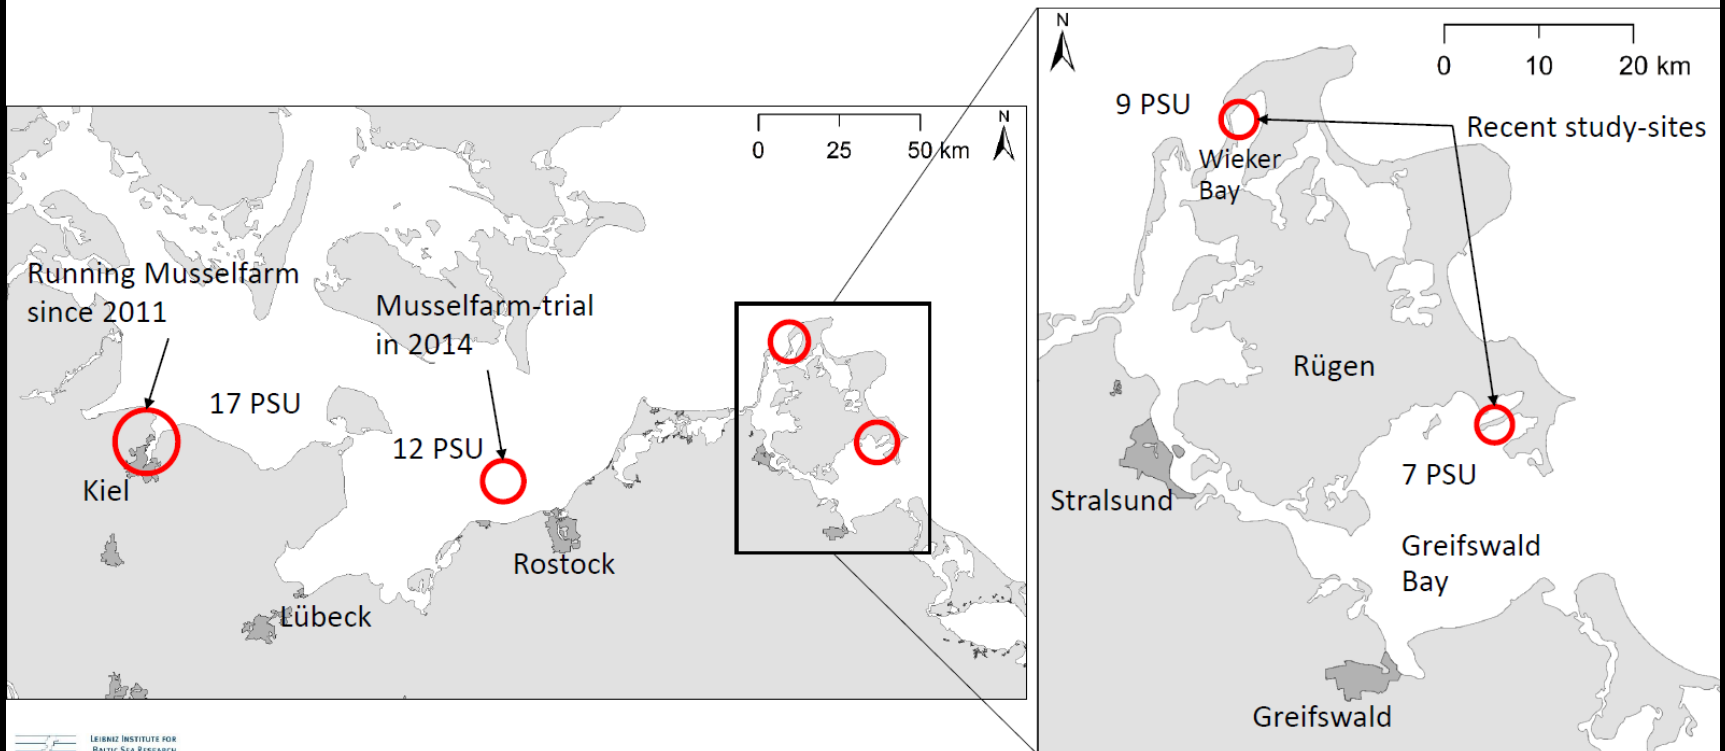 N
0 25 50 km
Running Musselfarm
since 2011
Musselfarm-trial
in 2014
17 PSU
12 PSU
Kiel
Rostock
Lübeck
LEIBNIZ INSTITUTE FOR
BALTIC SEA RESEARCH
N
0 10 20 km
9 PSU
Recent study-sites
Wieker
Bay
Rügen
7 PSU
Stralsund
Greifswald
Bay
Greifswald